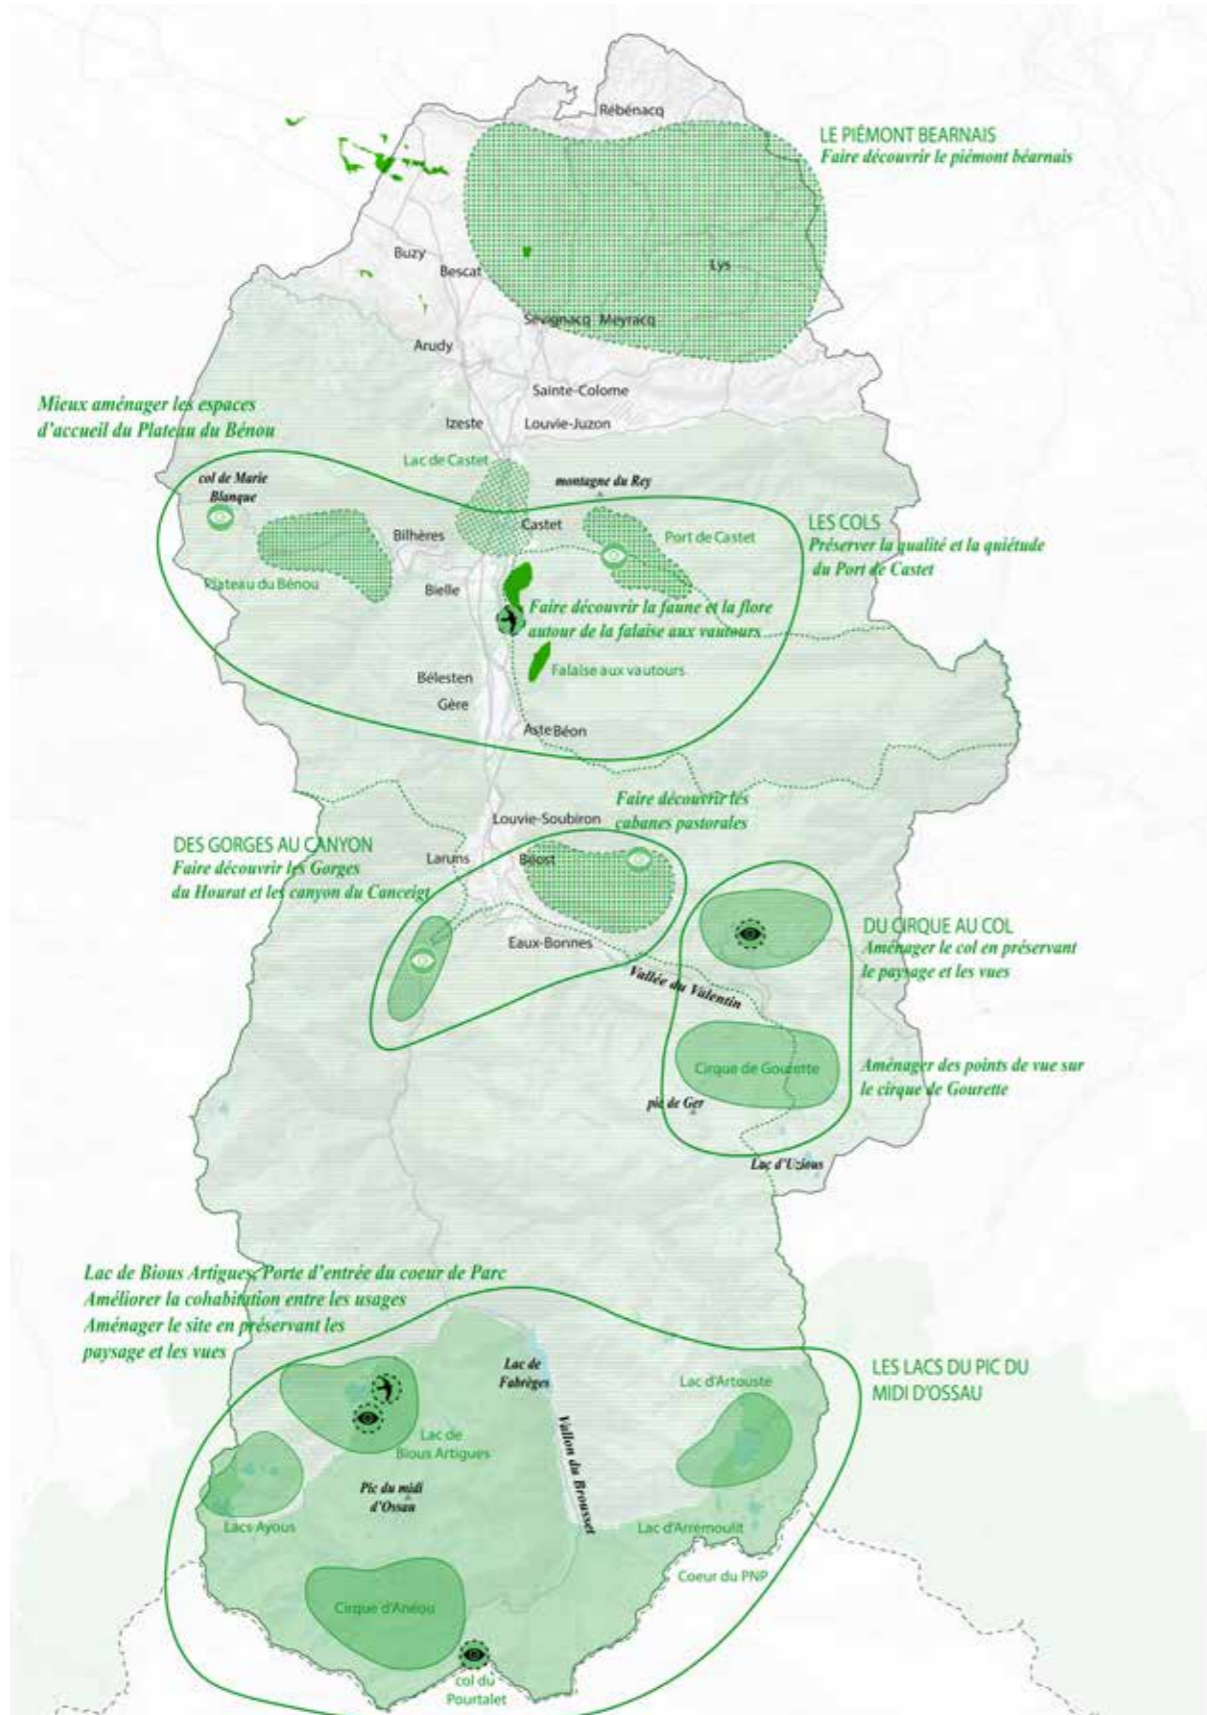 Rébénacq
LE PIÉMONT BEARNAIS
Faire découvrir le piémont béarnais
Buzy
Bescat
Lys
Sévignacq Meyracq
Arudy
Sainte-Colome
Mieux aménager les espaces
d'accueil du Plateau du Bénou
Izeste
Louvie-Juzon
Lac de Castet
col de Marie
Blanque
montagne du Rey
Bilhères
Castet
Port de Castet
LES COLS
Préserver la qualité et la quiétude
du Port de Castet
Plateau du Bénou
Bielle
Faire découvrir la faune et la flore
autour de la falaise aux vautours
Falaise aux vautours
Bélesten
Gère
Aste Béon
Faire découvrir les
cabanes pastorales
Louvie-Soubiron
DES GORGES AU CANYON
Faire découvrir les Gorges
du Hourat et les canyon du Canceigt
Laruns
Béost
Eaux-Bonnes
Vallée du Valentin
DU CIRQUE AU COL
Aménager le col en préservant
le paysage et les vues
Cirque de Gourette
Aménager des points de vue sur
le cirque de Gourette
pic de Ger
Lac d'Uzious
Lac de Bious Artigues, Porte d'entrée du coeur de Parc
Améliorer la cohabitation entre les usages
Aménager le site en préservant les
paysage et les vues
LES LACS DU PIC DU
MIDI D'OSSAU
Lac de
Fabrèges
Lac d'Artouste
Lac de
Bious Artigues
Vallon du Brousset
Pic du midi
d'Ossau
Lacs Ayous
Lac d'Arrémoulit
Coeur du PNP
Cirque d'Anéou
col du
Pourtalet